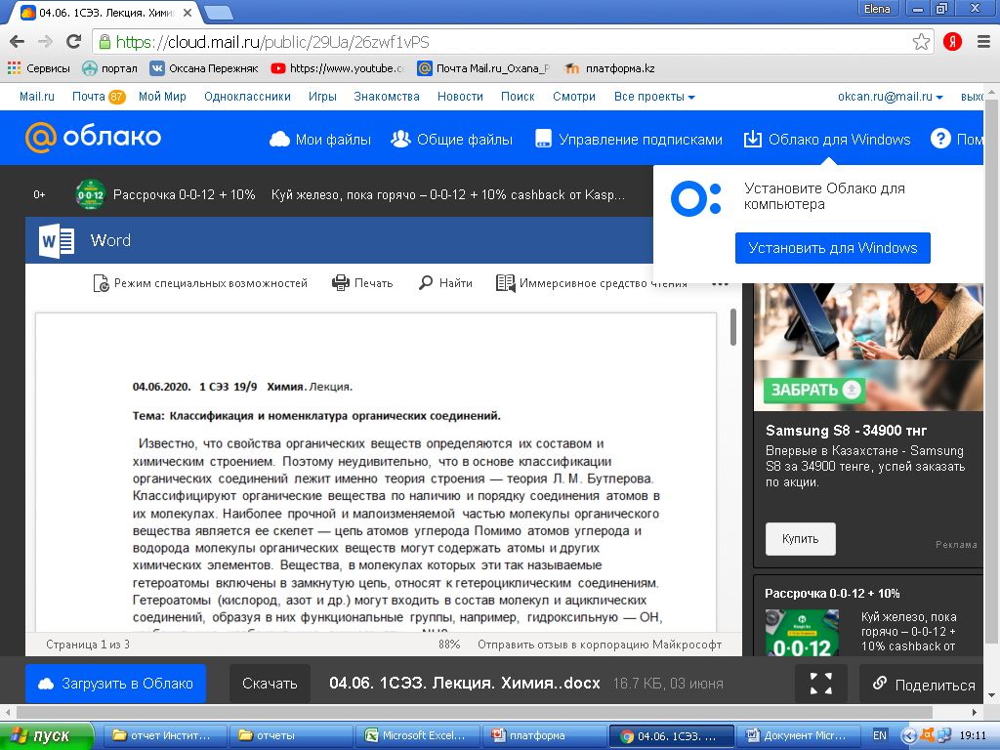 04.06. 1СЭЗ. Лекция. Хими
Elena
https://cloud.mail.ru/public/29Ua/26zwf1vPS
Сервисы портал Оксана Пережняк https://www.youtube.co Почта Mail.ru_Oxana_P платформа.kz
Mail.ru Почта 87 Мой Мир Одноклассники Игры Знакомства Новости Поиск Смотри Все проекты okcan.ru@mail.ru выхо
облако Мои файлы Общие файлы Управление подписками Облако для Windows Пом
0+ 0-0-12 Рассрочка 0-0-12 + 10% Куй железо, пока горячо – 0-0-12 + 10% cashback от Kasp...
Установите Облако для
компьютера
Установить для Windows
Word
Режим специальных возможностей Печать Найти Иммерсивное средство чтения
04.06.2020. 1 СЭЗ 19/9 Химия. Лекция.
Тема: Классификация и номенклатура органических соединений.
Известно, что свойства органических веществ определяются их составом и
химическим строением. Поэтому неудивительно, что в основе классификации
органических соединений лежит именно теория строения — теория Л. М. Бутлерова.
Классифицируют органические вещества по наличию и порядку соединения атомов в
их молекулах. Наиболее прочной и малоизменяемой частью молекулы органического
вещества является ее скелет — цепь атомов углерода Помимо атомов углерода и
водорода молекулы органических веществ могут содержать атомы и других
химических элементов. Вещества, в молекулах которых эти так называемые
гетероатомы включены в замкнутую цепь, относят к гетероциклическим соединениям.
Гетероатомы (кислород, азот и др.) могут входить в состав молекул и ациклических
соединений, образуя в них функциональные группы, например, гидроксильную — ОН,
Страница 1 из 3 88% Отправить отзыв в корпорацию Майкрософт
ЗАБРАТЬ
Samsung S8 - 34900 тнг
Впервые в Казахстане - Samsung
S8 за 34900 тенге, успей заказать
по акции.
Купить
Реклама
Рассрочка 0-0-12 + 10%
0-0-12
Куй железо, пока
горячо – 0-0-12 +
10% cashback от
Загрузить в Облако Скачать 04.06. 1СЭЗ. Лекция. Химия..docx 16.7 КБ, 03 июня Поделиться
пуск отчет Инстит... отчеты Microsoft Excel... платформа 04.06. 1СЭЗ. ... Документ Micr... EN 19:11